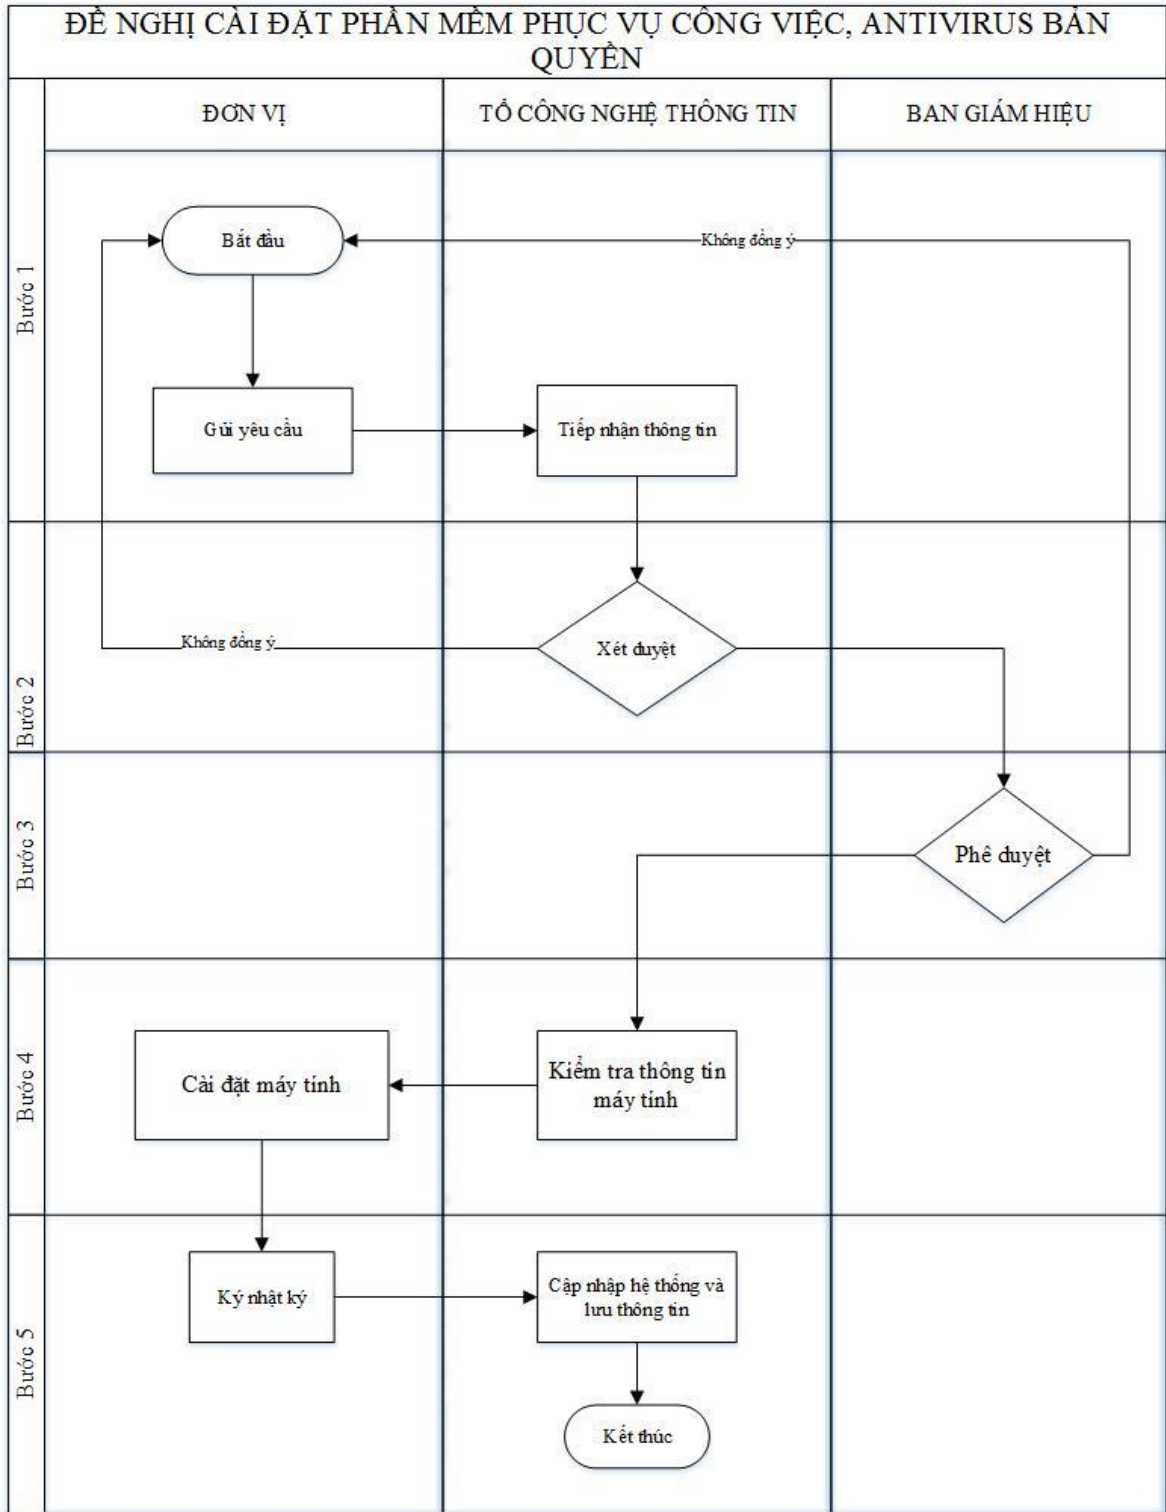 ĐỀ NGHỊ CÀI ĐẶT PHẦN MỀM PHỤC VỤ CÔNG VIỆC, ANTIVIRUS BẢN
QUYỀN
ĐƠN VỊ
TỔ CÔNG NGHỆ THÔNG TIN
BAN GIÁM HIỆU
Bước 1
Bắt đầu
Không đồng ý
Gửi yêu cầu
Tiếp nhận thông tin
Bước 2
Không đồng ý
Xét duyệt
Bước 3
Phê duyệt
Bước 4
Cài đặt máy tính
Kiểm tra thông tin
máy tính
Bước 5
Ký nhật ký
Cập nhập hệ thống và
lưu thông tin
Kết thúc